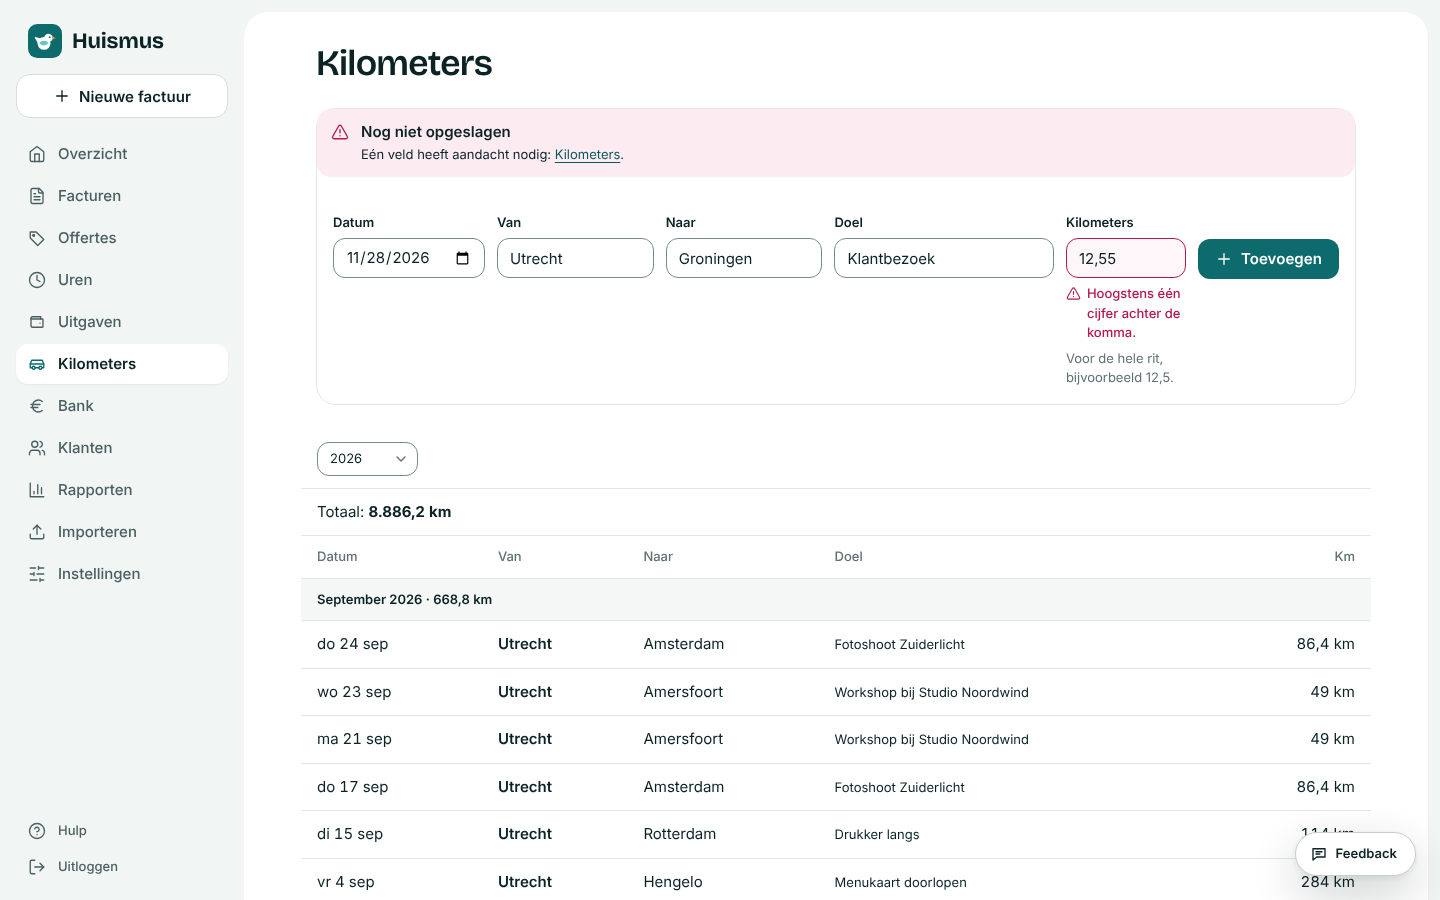 Huismus
Nieuwe factuur
Overzicht
Facturen
Offertes
Uren
Uitgaven
Kilometers
Bank
Klanten
Rapporten
Importeren
Instellingen
Hulp
Uitloggen
Kilometers
Nog niet opgeslagen
Eén veld heeft aandacht nodig: Kilometers.
Datum Van Naar Doel Kilometers
11/28/2026 Utrecht Groningen Klantbezoek 12,55 Toevoegen
Hoogstens één
cijfer achter de
komma.
Voor de hele rit,
bijvoorbeeld 12,5.
2026
Totaal: 8.886,2 km
Datum Van Naar Doel Km
September 2026 · 668,8 km
do 24 sep Utrecht Amsterdam Fotoshoot Zuiderlicht 86,4 km
wo 23 sep Utrecht Amersfoort Workshop bij Studio Noordwind 49 km
ma 21 sep Utrecht Amersfoort Workshop bij Studio Noordwind 49 km
do 17 sep Utrecht Amsterdam Fotoshoot Zuiderlicht 86,4 km
di 15 sep Utrecht Rotterdam Drukker langs
Feedback
vr 4 sep Utrecht Hengelo Menukaart doorlopen 284 km